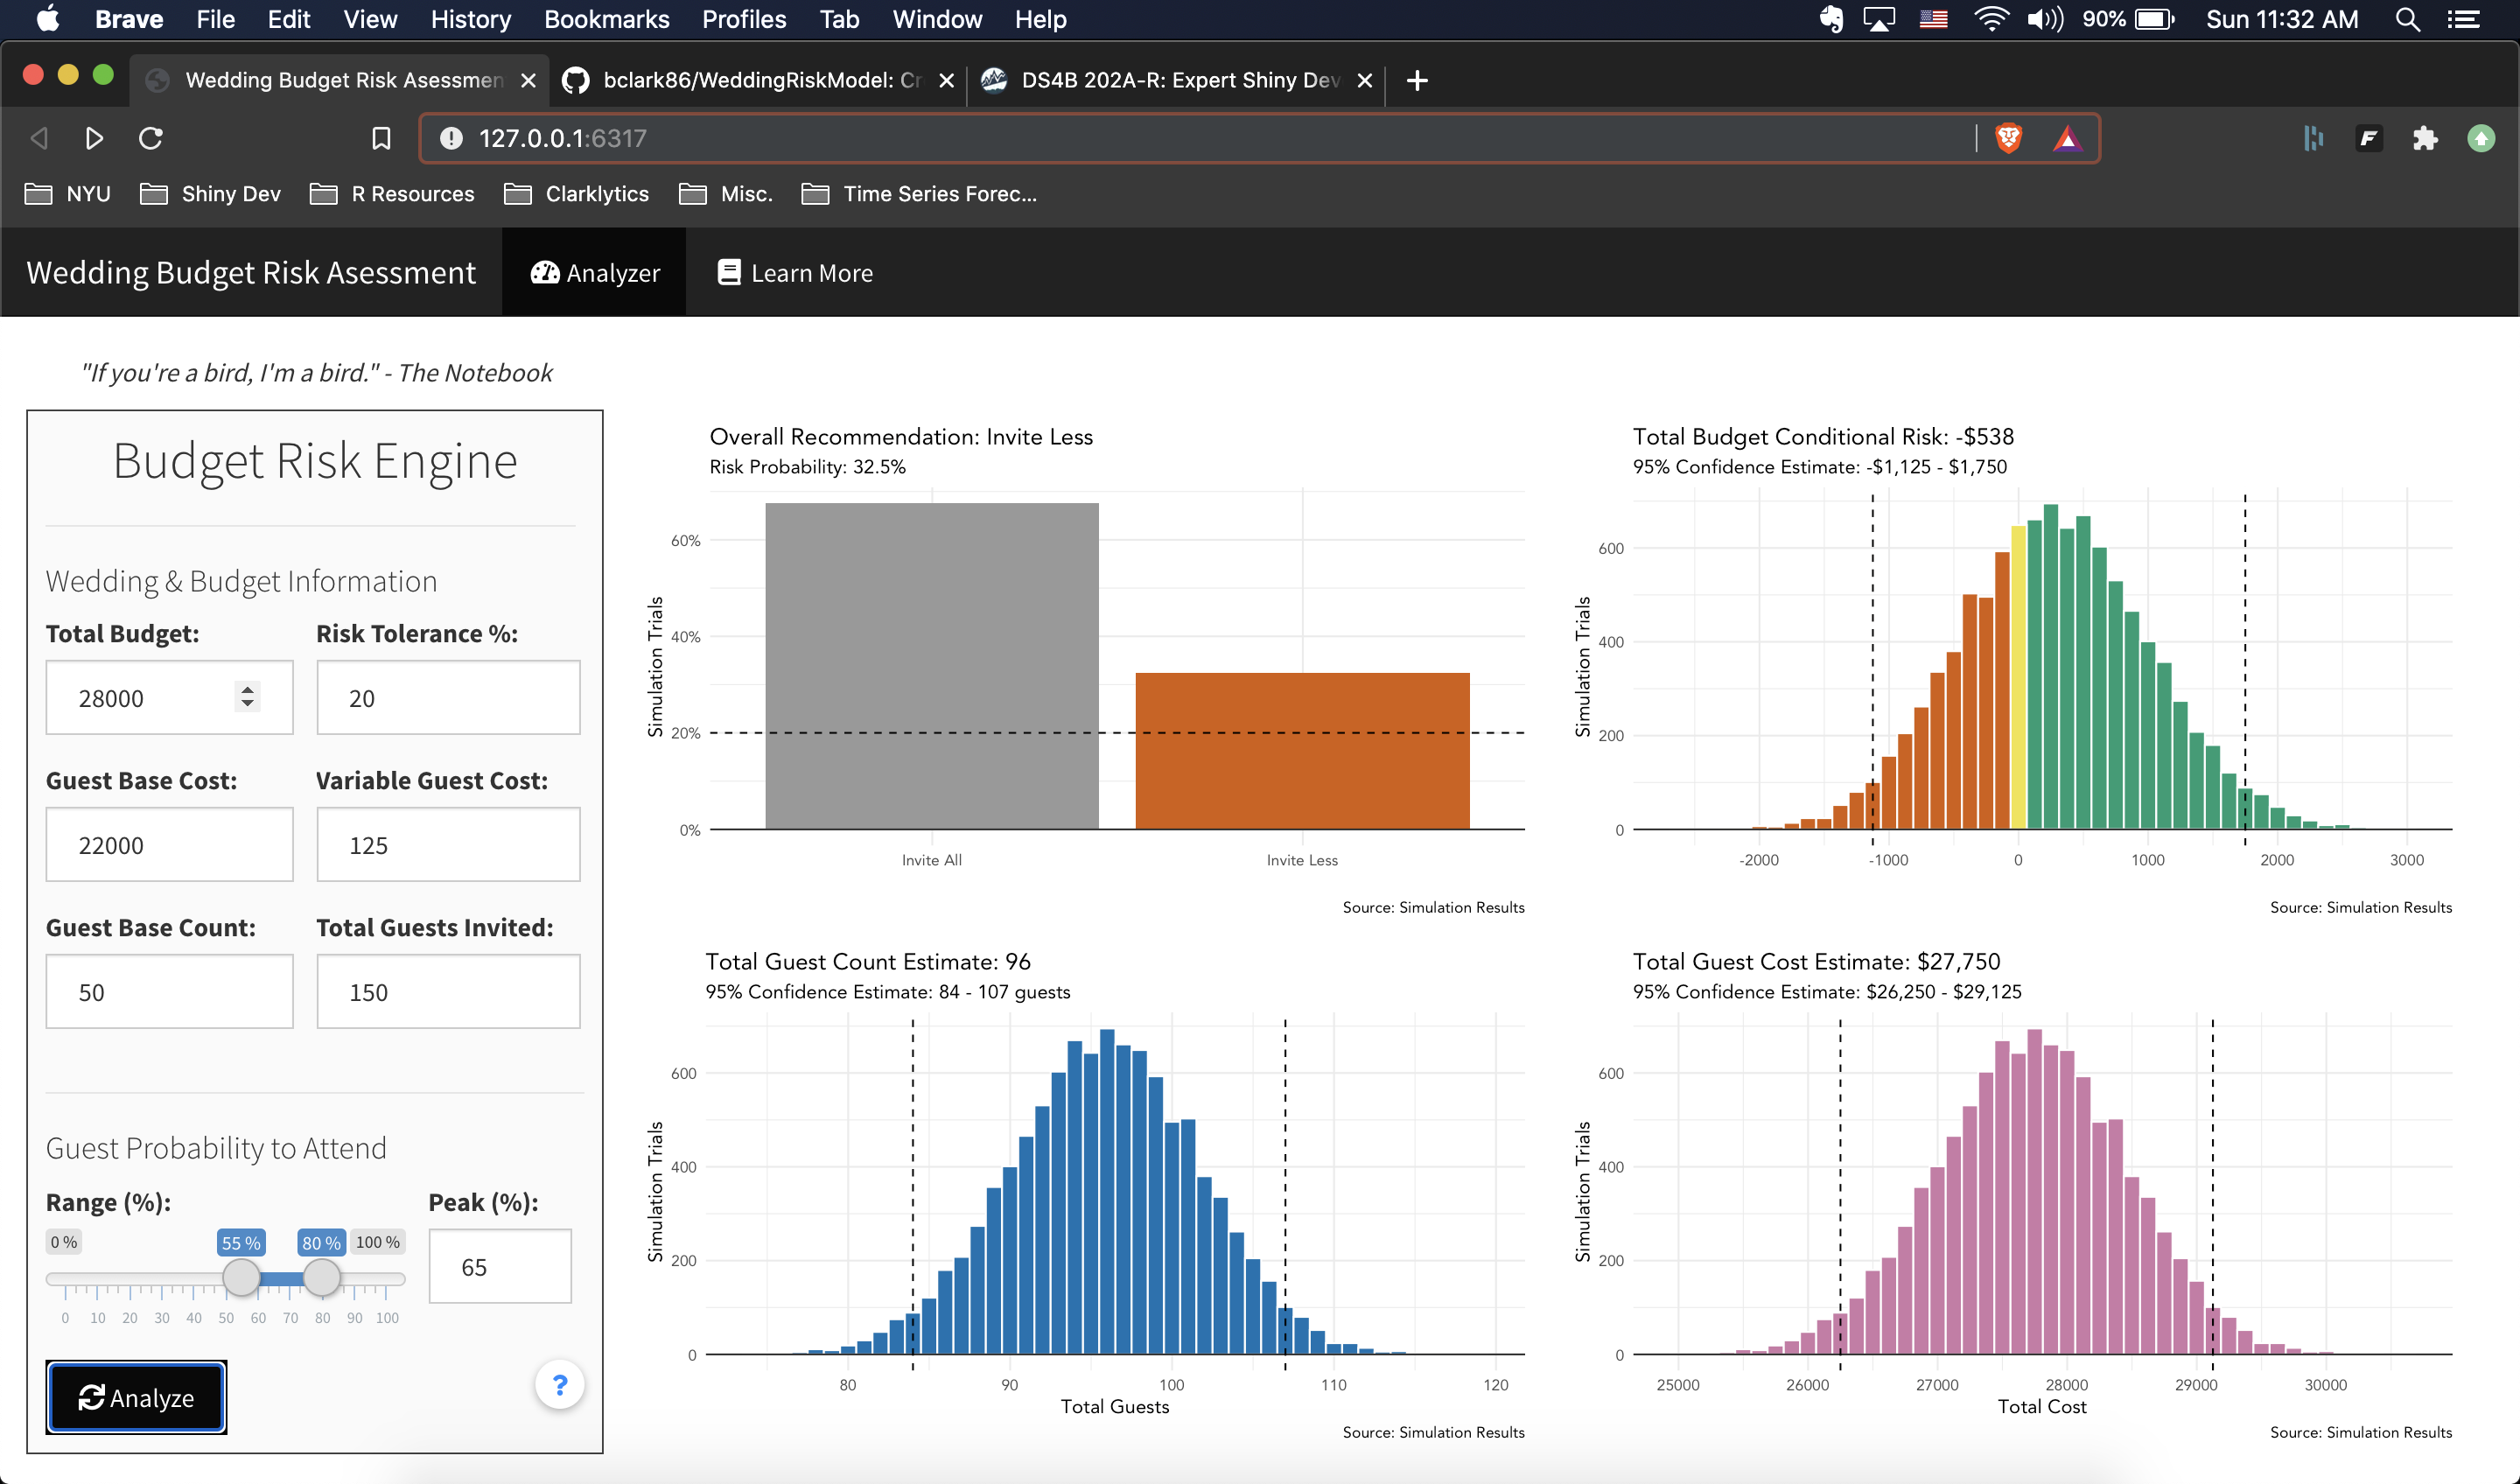 Brave File Edit View History Bookmarks Profiles Tab Window Help 90% Sun 11:32 AM
Wedding Budget Risk Asessmen bclark86/WeddingRiskModel: Cr DS4B 202A-R: Expert Shiny Dev
127.0.0.1:6317
NYU Shiny Dev R Resources Clarklytics Misc. Time Series Forec...
Wedding Budget Risk Asessment Analyzer Learn More
"If you're a bird, I'm a bird." - The Notebook
Budget Risk Engine
Wedding & Budget Information
Total Budget: Risk Tolerance %:
28000 20
Guest Base Cost: Variable Guest Cost:
22000 125
Guest Base Count: Total Guests Invited:
50 150
Guest Probability to Attend
Range (%): Peak (%):
0 % 55 % 80 % 100 %
65
0 10 20 30 40 50 60 70 80 90 100
Analyze ?
Overall Recommendation: Invite Less
Risk Probability: 32.5%
Simulation Trials
60%
40%
20%
0%
Invite All Invite Less
Source: Simulation Results
Total Budget Conditional Risk: -$538
95% Confidence Estimate: -$1,125 - $1,750
Simulation Trials
600
400
200
0
-2000 -1000 0 1000 2000 3000
Source: Simulation Results
Total Guest Count Estimate: 96
95% Confidence Estimate: 84 - 107 guests
Simulation Trials
600
400
200
0
80 90 100 110 120
Total Guests
Source: Simulation Results
Total Guest Cost Estimate: $27,750
95% Confidence Estimate: $26,250 - $29,125
Simulation Trials
600
400
200
0
25000 26000 27000 28000 29000 30000
Total Cost
Source: Simulation Results